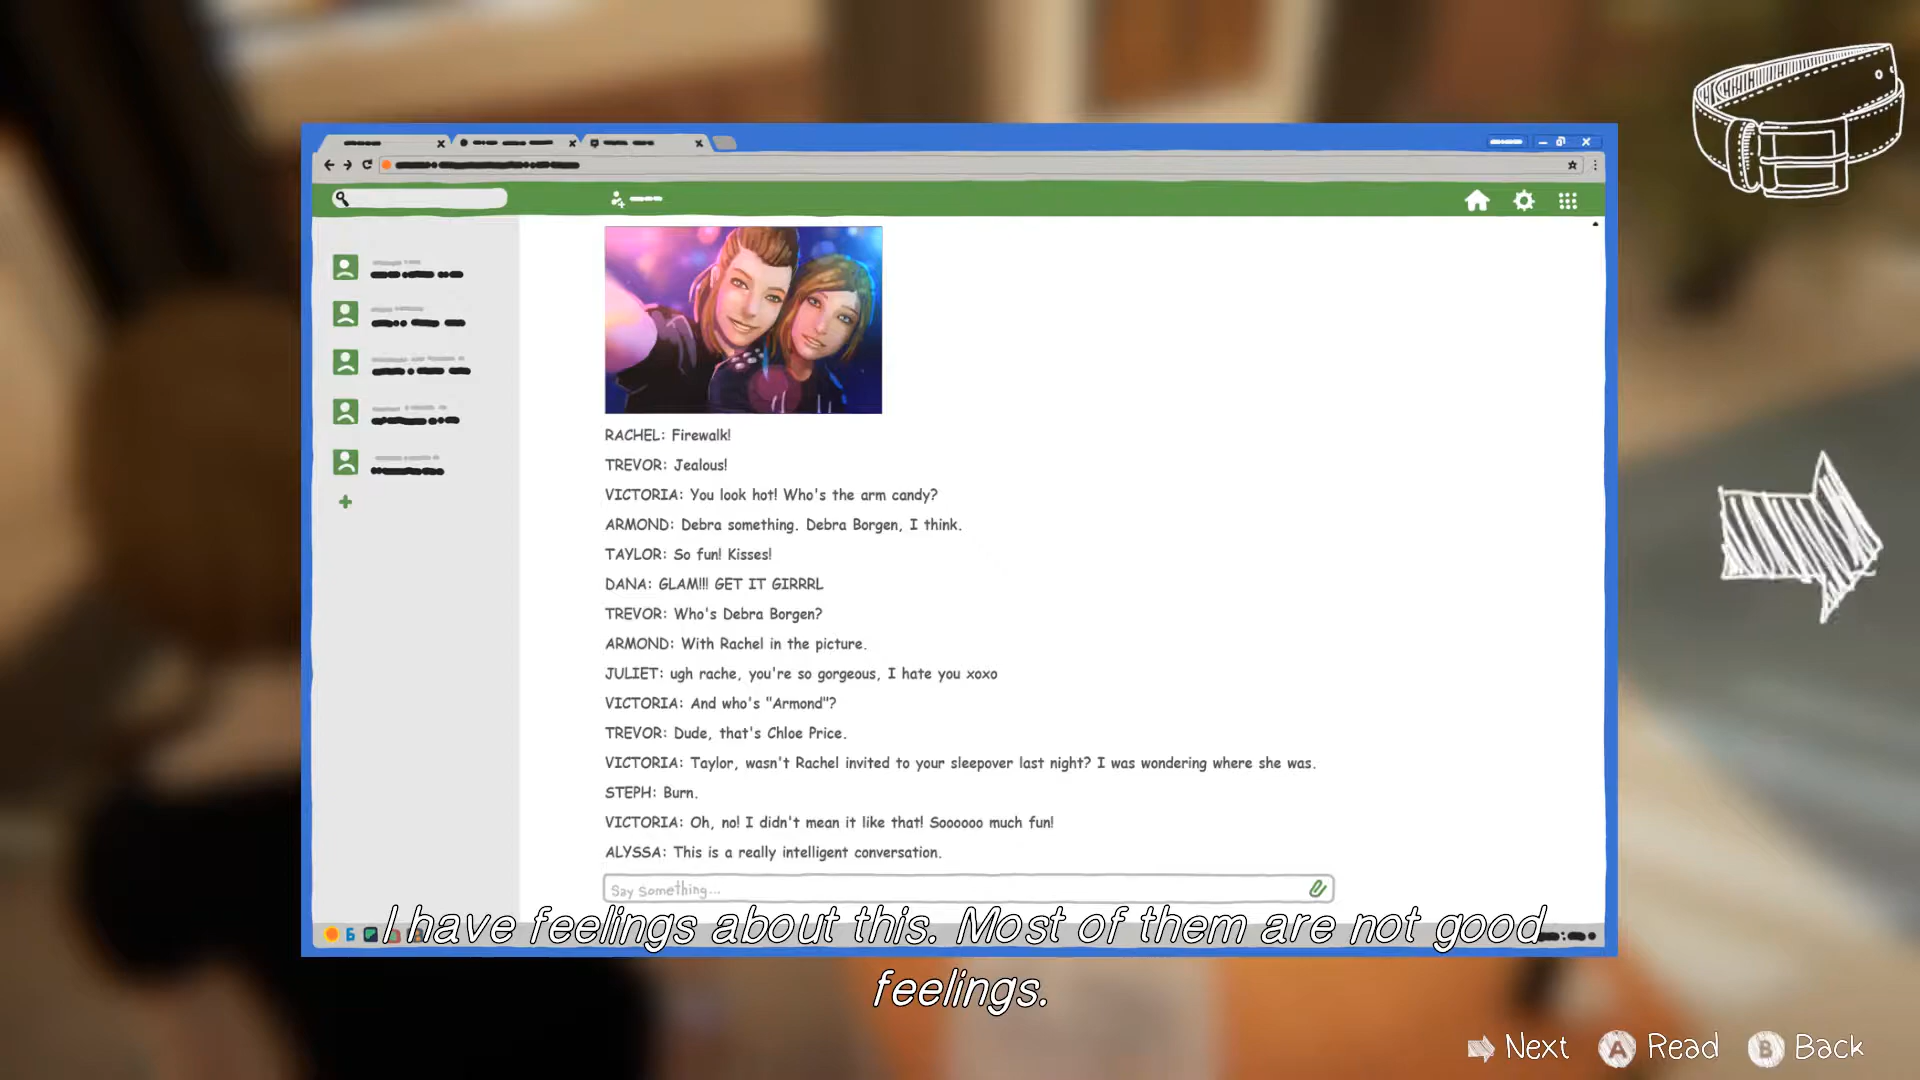 RACHEL: Firewalk!
TREVOR: Jealous!
VICTORIA: You look hot! Who's the arm candy?
ARMOND: Debra something. Debra Borgen, I think.
TAYLOR: So fun! Kisses!
DANA: GLAM!!! GET IT GIRRRL
TREVOR: Who's Debra Borgen?
ARMOND: With Rachel in the picture.
JULIET: ugh rache, you're so gorgeous, I hate you xoxo
VICTORIA: And who's "Armond"?
TREVOR: Dude, that's Chloe Price.
VICTORIA: Taylor, wasn't Rachel invited to your sleepover last night? I was wondering where she was.
STEPH: Burn.
VICTORIA: Oh, no! I didn't mean it like that! Soooooo much fun!
ALYSSA: This is a really intelligent conversation.
Say something...
I have feelings about this. Most of them are not good
feelings.
Next A Read B Back